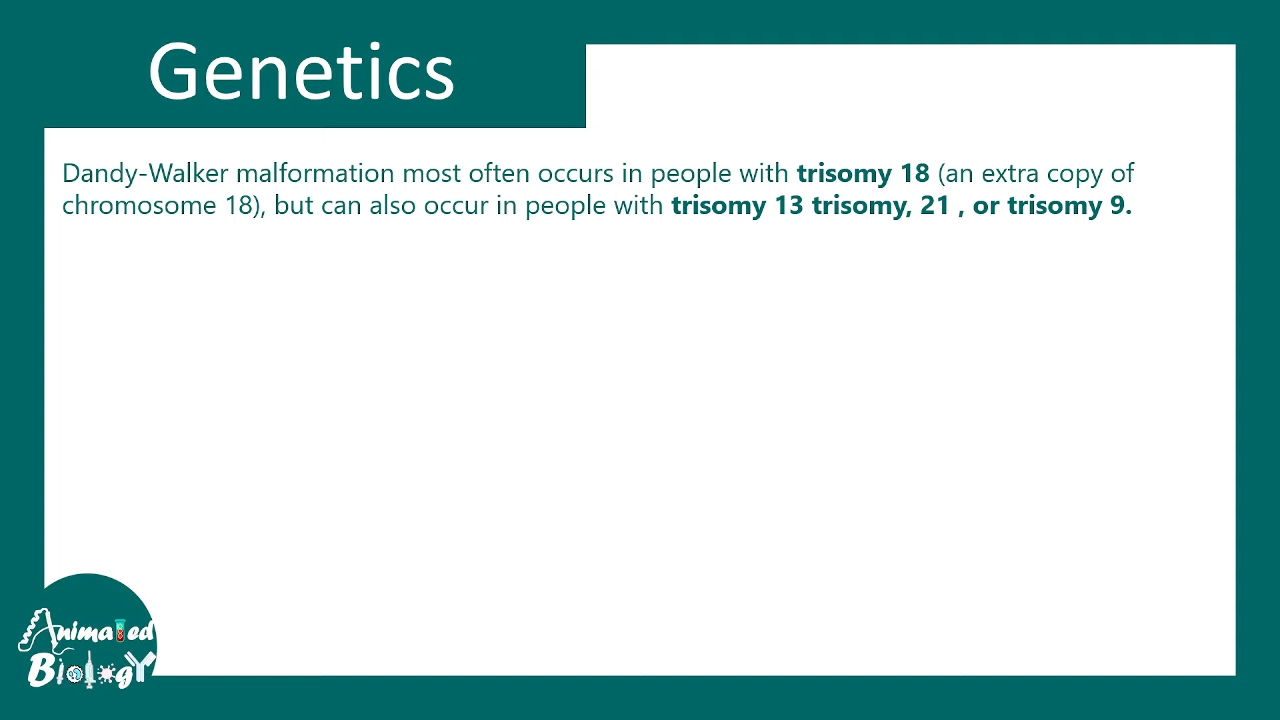 Genetics
Dandy-Walker malformation most often occurs in people with trisomy 18 (an extra copy of
chromosome 18), but can also occur in people with trisomy 13 trisomy, 21 , or trisomy 9.
Animated
Biology